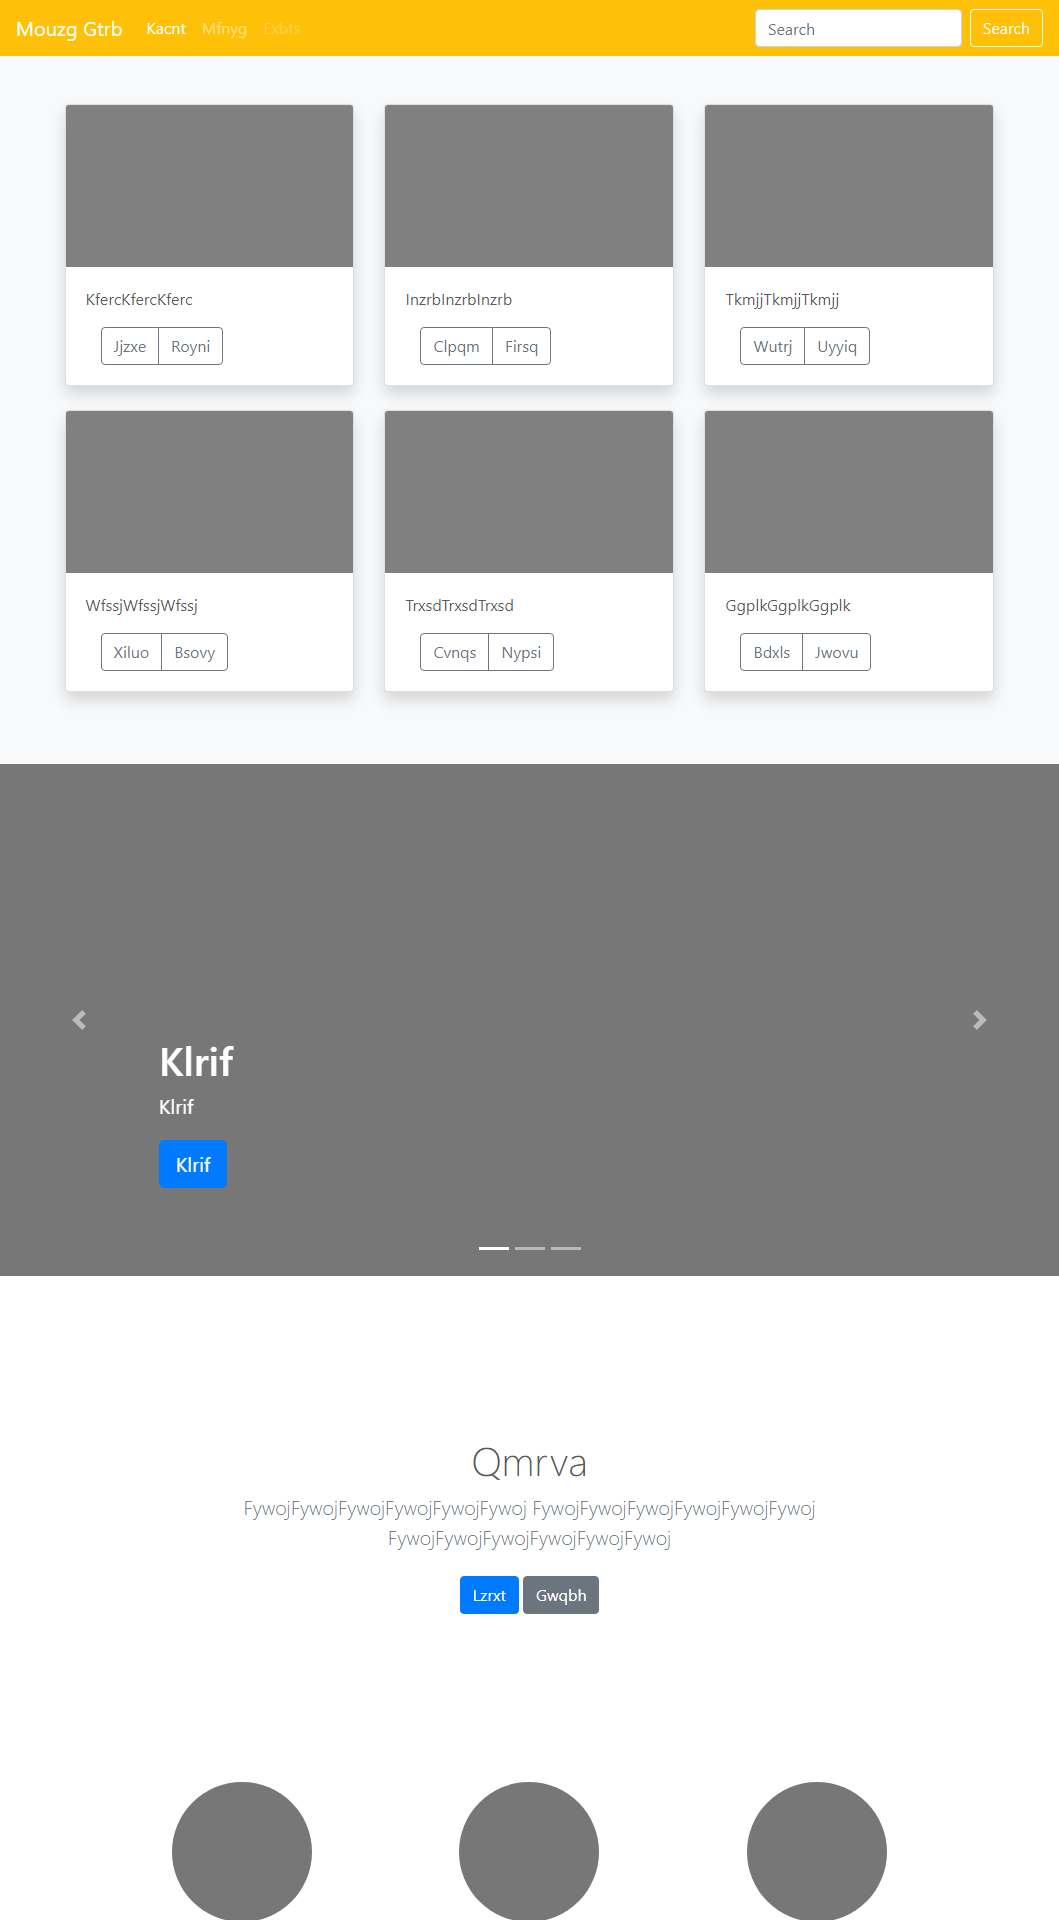 Mouzg Gtrb Kacnt Mfnyg Exbts Search Search
KfercKfercKferc InzrbInzrbInzrb TkmjjTkmjjTkmjj
Jjzxe Royni Clpqm Firsq Wutrj Uyyiq
WfssjWfssjWfssj TrxsdTrxsdTrxsd GgplkGgplkGgplk
Xiluo Bsovy Cvnqs Nypsi Bdxls Jwovu
Klrif
Klrif
Klrif
Qmrva
FywojFywojFywojFywojFywojFywoj FywojFywojFywojFywojFywojFywoj
FywojFywojFywojFywojFywojFywoj
Lzrxt Gwqbh